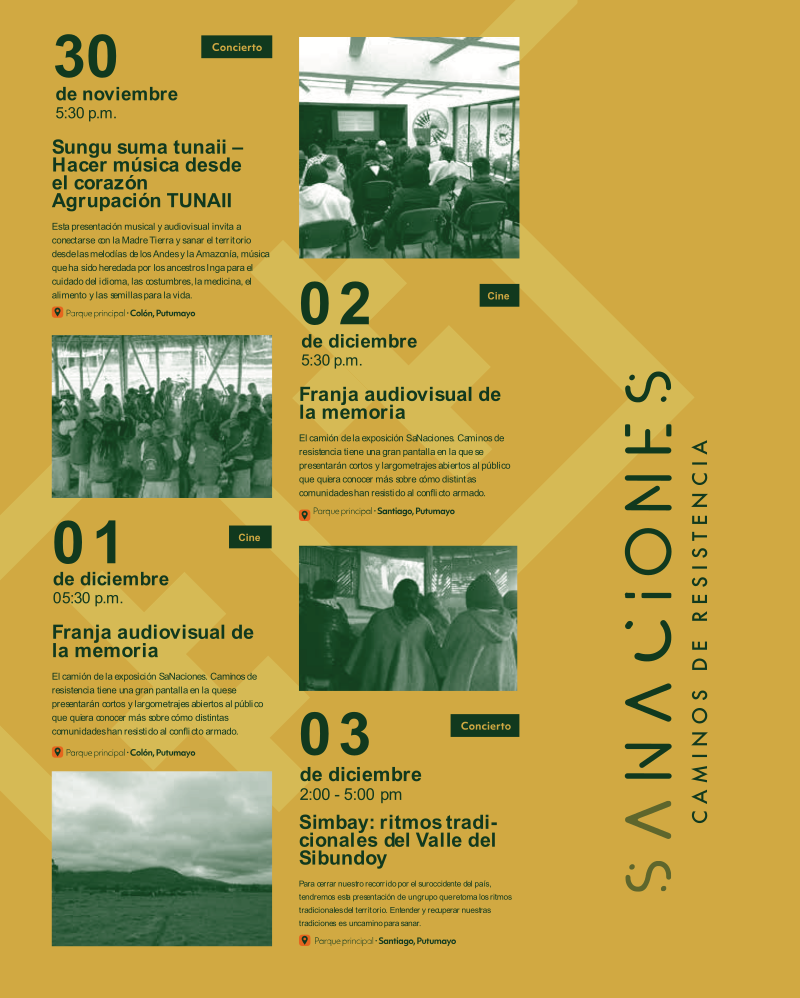 30
Concierto
de noviembre
5:30 p.m.
Sungu suma tunaii –
Hacer música desde
el corazón
Agrupación TUNAII
Esta presentación musical y audiovisual invita a
conectarse con la Madre Tierra y sanar el territorio
desde las melodías de los Andes y la Amazonía, música
que ha sido heredada por los ancestros Inga para el
cuidado del idioma, las costumbres, la medicina, el
alimento y las semillas para la vida.
Parque principal · Colón, Putumayo
01
Cine
de diciembre
05:30 p.m.
Franja audiovisual de
la memoria
El camión de la exposición SaNaciones. Caminos de
resistencia tiene una gran pantalla en la que se
presentarán cortos y largometrajes abiertos al público
que quiera conocer más sobre cómo distintas
comunidades han resistido al conflicto armado.
Parque principal · Colón, Putumayo
02
Cine
de diciembre
5:30 p.m.
Franja audiovisual de
la memoria
El camión de la exposición SaNaciones. Caminos de
resistencia tiene una gran pantalla en la que se
presentarán cortos y largometrajes abiertos al público
que quiera conocer más sobre cómo distintas
comunidades han resistido al conflicto armado.
Parque principal · Santiago, Putumayo
03
Concierto
de diciembre
2:00 - 5:00 pm
Simbay: ritmos tradi-
cionales del Valle del
Sibundoy
Para cerrar nuestro recorrido por el suroccidente del país,
tendremos esta presentación de un grupo que retoma los ritmos
tradicionales del territorio. Entender y recuperar nuestras
tradiciones es un camino para sanar.
Parque principal · Santiago, Putumayo
SANACIONES
CAMINOS DE RESISTENCIA